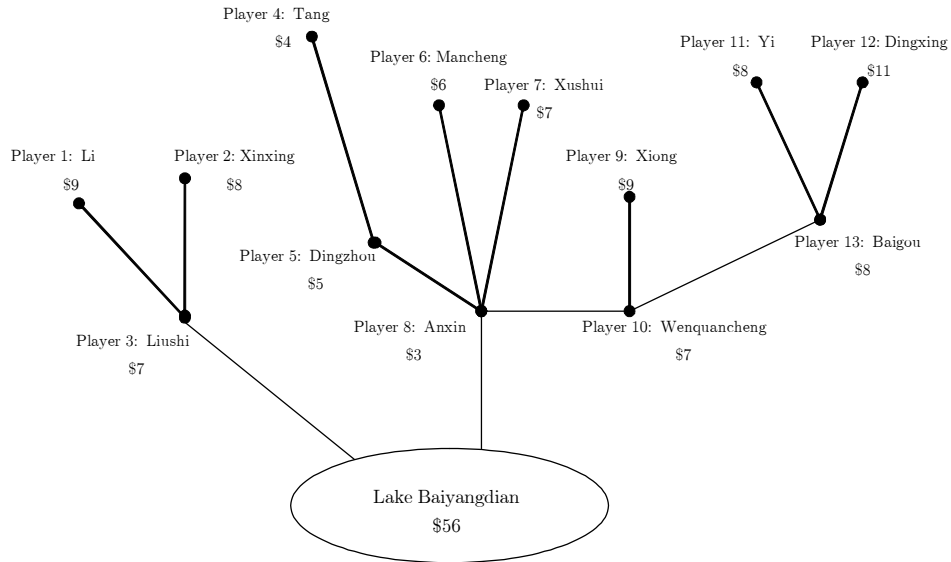 Player 4: Tang
$4
Player 11: Yi
$8
Player 12: Dingxing
$11
Player 6: Mancheng
$6
Player 7: Xushui
$7
Player 1: Li
$9
Player 2: Xinxing
$8
Player 9: Xiong
$9
Player 13: Baigou
$8
Player 5: Dingzhou
$5
Player 8: Anxin
$3
Player 10: Wenquancheng
$7
Player 3: Liushi
$7
Lake Baiyangdian
$56